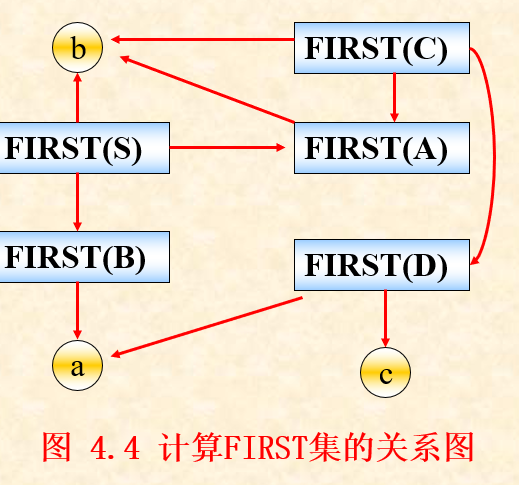 b
FIRST(C)
FIRST(S)
FIRST(A)
FIRST(B)
FIRST(D)
a
c
图 4.4 计算FIRST集的关系图